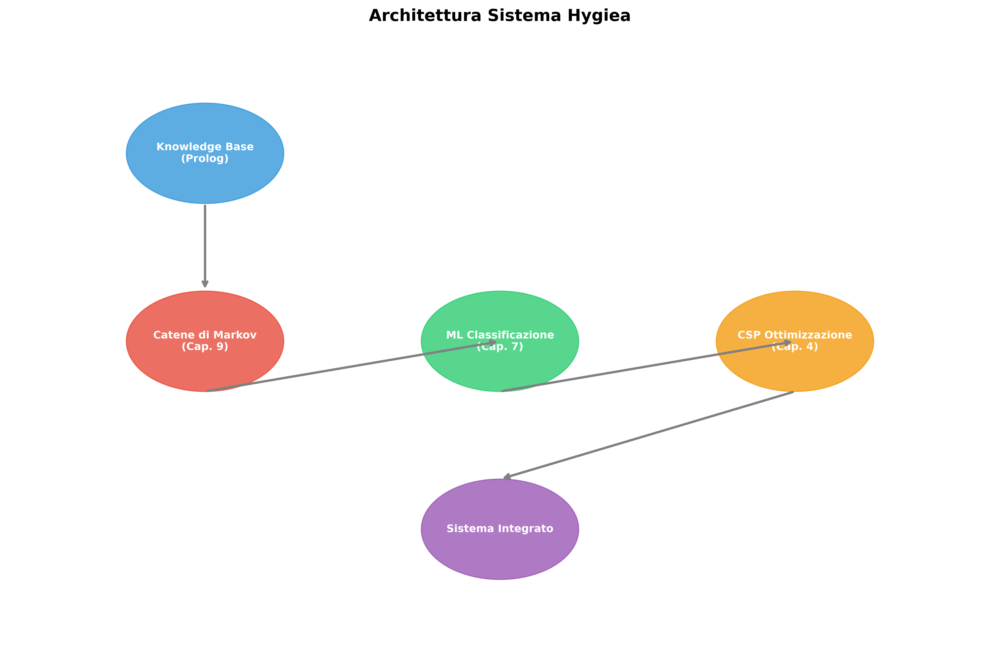 Architettura Sistema Hygiea
Knowledge Base
(Prolog)
Catene di Markov
(Cap. 9)
ML Classificazione
(Cap. 7)
CSP Ottimizzazione
(Cap. 4)
Sistema Integrato